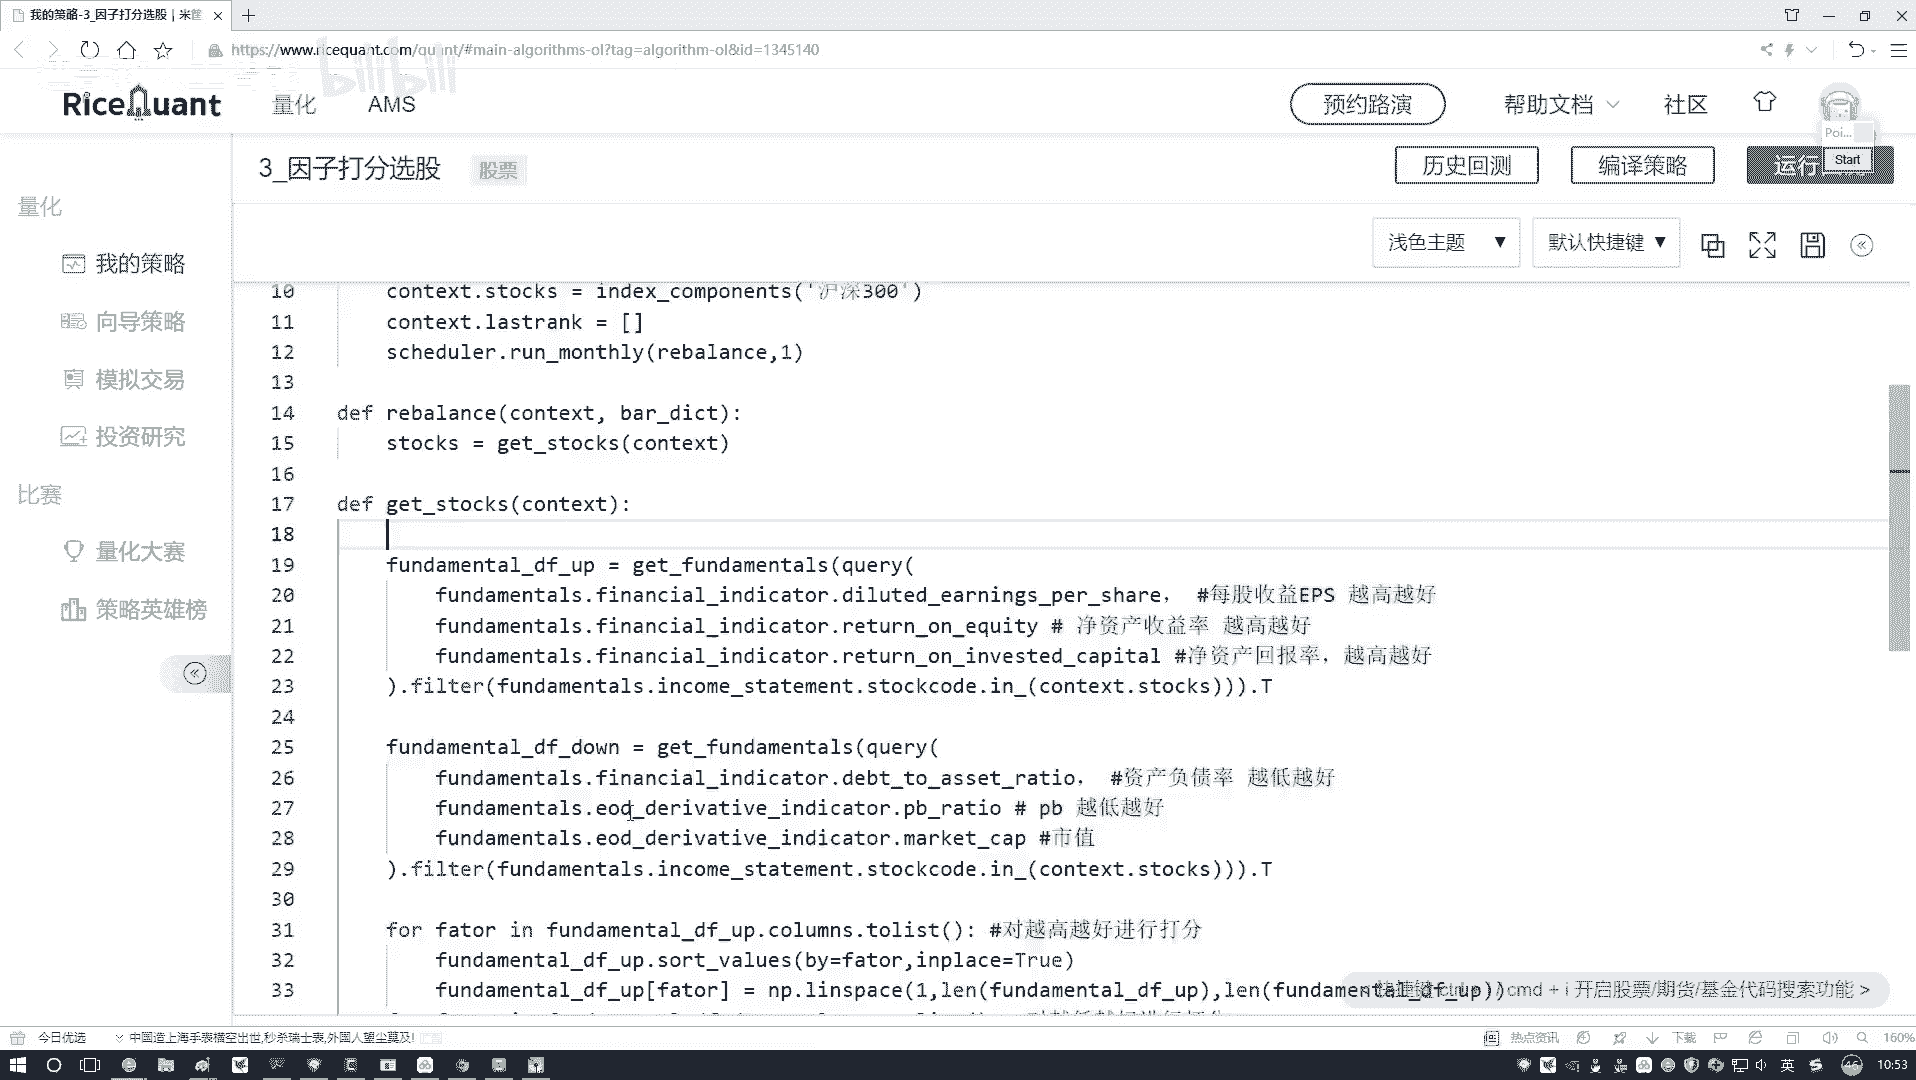 我的策略-3_因子打分选股 | 米筐
https://www.ricequant.com/quant/#main-algorithms-ol?tag=algorithm-ol&id=1345140
bilibili
RiceQuant
量化
AMS
预约路演
帮助文档
社区
Poi...
Start
3_因子打分选股
股票
历史回测
编译策略
运行
浅色主题
默认快捷键
量化
我的策略
向导策略
模拟交易
投资研究
比赛
量化大赛
策略英雄榜
10 context.stocks = index_components('沪深300')
11 context.lastrank = []
12 scheduler.run_monthly(rebalance,1)
13
14 def rebalance(context, bar_dict):
15 stocks = get_stocks(context)
16
17 def get_stocks(context):
18
19 fundamental_df_up = get_fundamentals(query(
20 fundamentals.financial_indicator.diluted_earnings_per_share， #每股收益EPS 越高越好
21 fundamentals.financial_indicator.return_on_equity # 净资产收益率 越高越好
22 fundamentals.financial_indicator.return_on_invested_capital #净资产回报率，越高越好
23 ).filter(fundamentals.income_statement.stockcode.in_(context.stocks))).T
24
25 fundamental_df_down = get_fundamentals(query(
26 fundamentals.financial_indicator.debt_to_asset_ratio， #资产负债率 越低越好
27 fundamentals.eod_derivative_indicator.pb_ratio # pb 越低越好
28 fundamentals.eod_derivative_indicator.market_cap #市值
29 ).filter(fundamentals.income_statement.stockcode.in_(context.stocks))).T
30
31 for fator in fundamental_df_up.columns.tolist(): #对越高越好进行打分
32 fundamental_df_up.sort_values(by=fator,inplace=True)
33 fundamental_df_up[fator] = np.linspace(1,len(fundamental_df_up),len(fundamental_df_up))
cmd + i 开启股票/期货/基金代码搜索功能 >
今日优选
中国造上海手表横空出世,秒杀瑞士表,外国人望尘莫及!
热点资讯
下载
160%
英
46
10:53